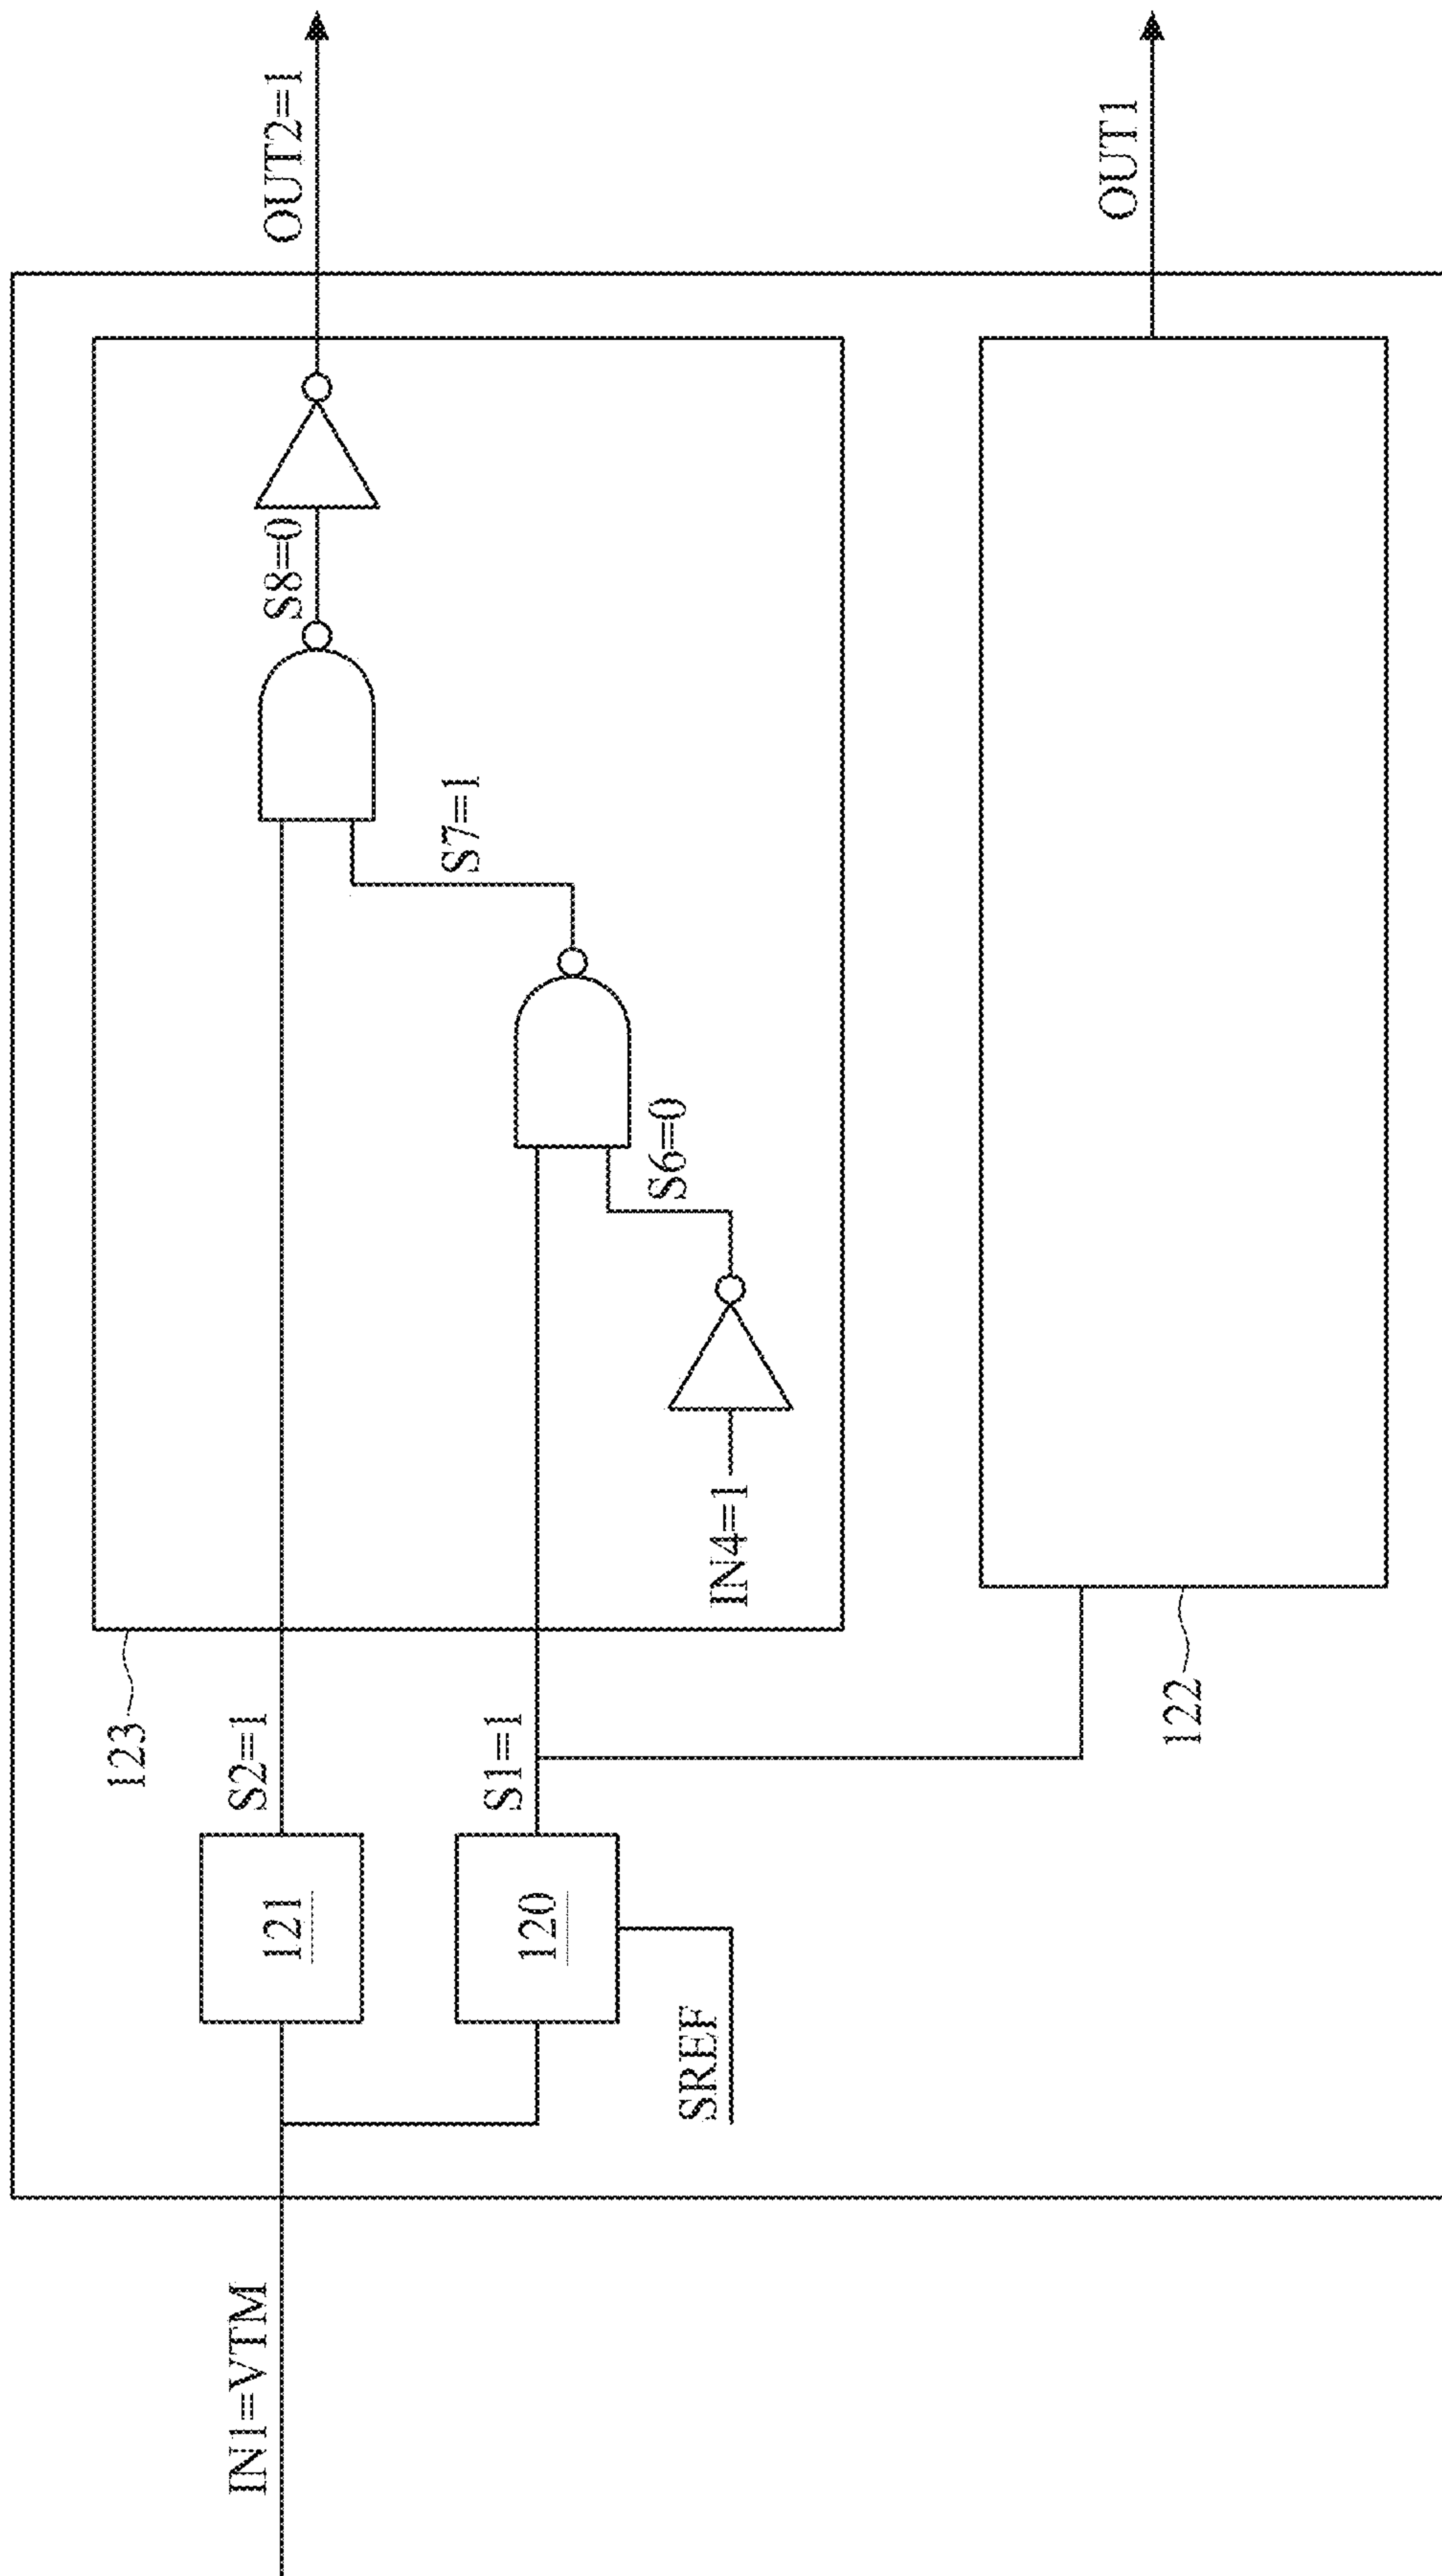 IN1=VTM
121
S2=1
123
120
S1=1
SREF
IN4=1
S6=0
S7=1
S8=0
OUT2=1
122
OUT1